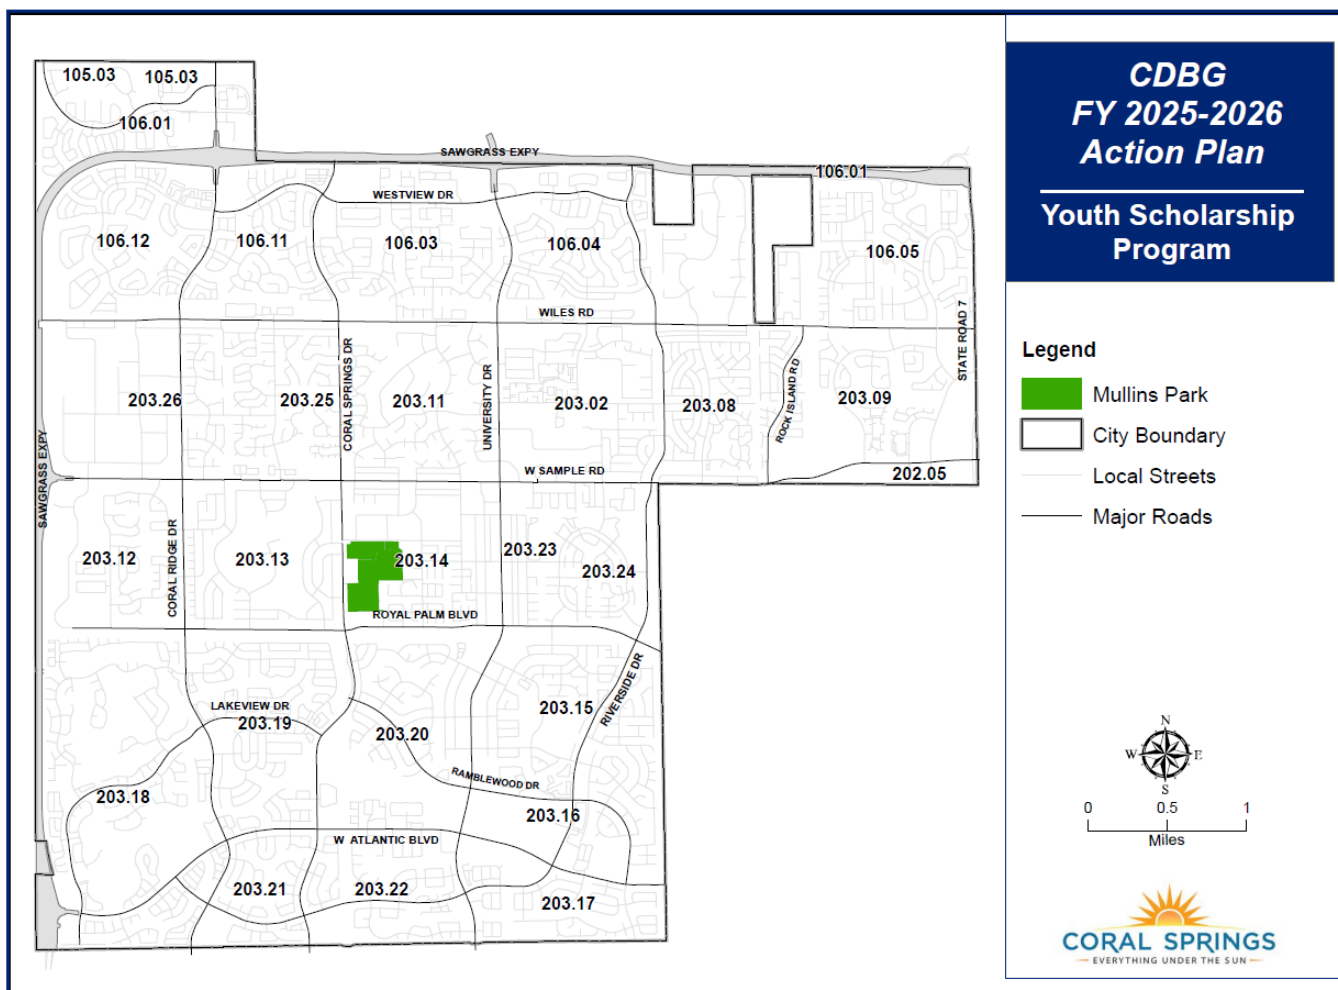 CDBG
FY 2025-2026
Action Plan
Youth Scholarship
Program
105.03
105.03
106.01
SAWGRASS EXPY
106.01
WESTVIEW DR
106.12
106.11
106.03
106.04
106.05
WILES RD
STATE ROAD 7
CORAL SPRINGS DR
UNIVERSITY DR
ROCK ISLAND RD
203.26
203.25
203.11
203.02
203.08
203.09
SAWGRASS EXPY
W SAMPLE RD
202.05
CORAL RIDGE DR
203.12
203.13
203.14
203.23
203.24
ROYAL PALM BLVD
RIVERSIDE DR
LAKEVIEW DR
203.19
203.20
203.15
RAMBLEWOOD DR
203.18
203.16
W ATLANTIC BLVD
203.21
203.22
203.17
Legend
Mullins Park
City Boundary
Local Streets
Major Roads
N
W
E
S
0 0.5 1
Miles
CORAL SPRINGS
EVERYTHING UNDER THE SUN